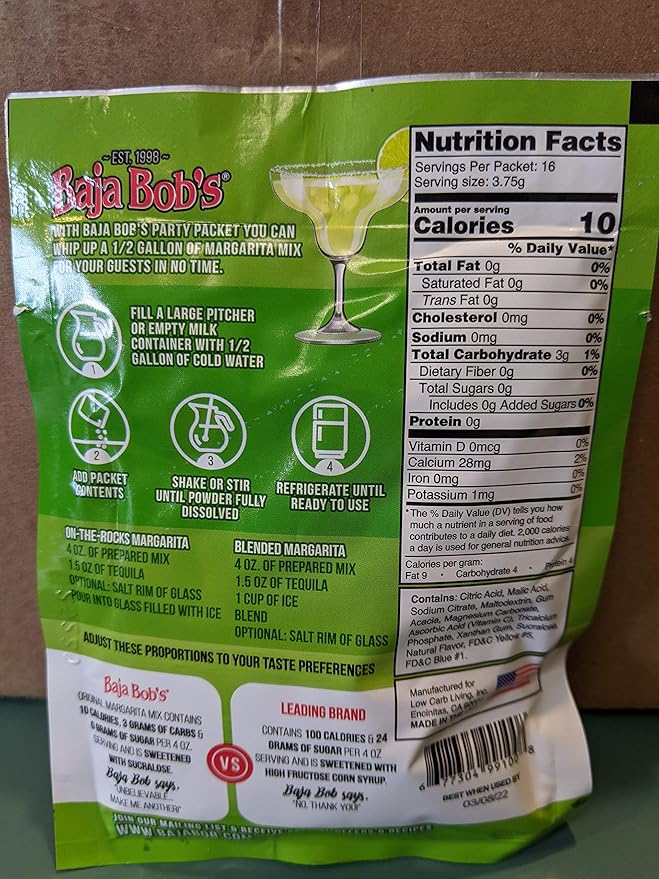 ~ EST. 1998 ~
Baja Bob's®
WITH BAJA BOB'S PARTY PACKET YOU CAN
WHIP UP A 1/2 GALLON OF MARGARITA MIX
FOR YOUR GUESTS IN NO TIME.
FILL A LARGE PITCHER
OR EMPTY MILK
CONTAINER WITH 1/2
GALLON OF COLD WATER
1
2
ADD PACKET
CONTENTS
3
SHAKE OR STIR
UNTIL POWDER FULLY
DISSOLVED
4
REFRIGERATE UNTIL
READY TO USE
ON-THE-ROCKS MARGARITA
4 OZ. OF PREPARED MIX
1.5 OZ OF TEQUILA
OPTIONAL: SALT RIM OF GLASS
POUR INTO GLASS FILLED WITH ICE
BLENDED MARGARITA
4 OZ. OF PREPARED MIX
1.5 OZ OF TEQUILA
1 CUP OF ICE
BLEND
OPTIONAL: SALT RIM OF GLASS
ADJUST THESE PROPORTIONS TO YOUR TASTE PREFERENCES
Baja Bob's®
ORIGINAL MARGARITA MIX CONTAINS
10 CALORIES, 3 GRAMS OF CARBS &
0 GRAMS OF SUGAR PER 4 OZ.
SERVING AND IS SWEETENED
WITH SUCRALOSE.
Baja Bob says,
"UNBELIEVABLE...
MAKE ME ANOTHER!"
VS
LEADING BRAND
CONTAINS 100 CALORIES & 24
GRAMS OF SUGAR PER 4 OZ
SERVING AND IS SWEETENED WITH
HIGH FRUCTOSE CORN SYRUP.
Baja Bob says,
"NO, THANK YOU!"
JOIN OUR MAILING LIST & RECEIVE & RECIPES
Nutrition Facts
Servings Per Packet: 16
Serving size: 3.75g
Amount per serving
Calories 10
% Daily Value*
Total Fat 0g 0%
Saturated Fat 0g 0%
Trans Fat 0g
Cholesterol 0mg 0%
Sodium 0mg 0%
Total Carbohydrate 3g 1%
Dietary Fiber 0g 0%
Total Sugars 0g
Includes 0g Added Sugars 0%
Protein 0g
Vitamin D 0mcg 0%
Calcium 28mg 2%
Iron 0mg 0%
Potassium 1mg 0%
*The % Daily Value (DV) tells you how
much a nutrient in a serving of food
contributes to a daily diet. 2,000 calories
a day is used for general nutrition advice.
Calories per gram:
Fat 9 • Carbohydrate 4 • Protein 4
Contains: Citric Acid, Malic Acid,
Sodium Citrate, Maltodextrin, Gum
Acacia, Magnesium Carbonate,
Ascorbic Acid (Vitamin C), Tricalcium
Phosphate, Xanthan Gum, Sucralose,
Natural Flavor, FD&C Yellow #5,
FD&C Blue #1.
Manufactured for
Low Carb Living, Inc.
Encinitas, CA
MADE IN
BEST WHEN USED BY
03/08/22